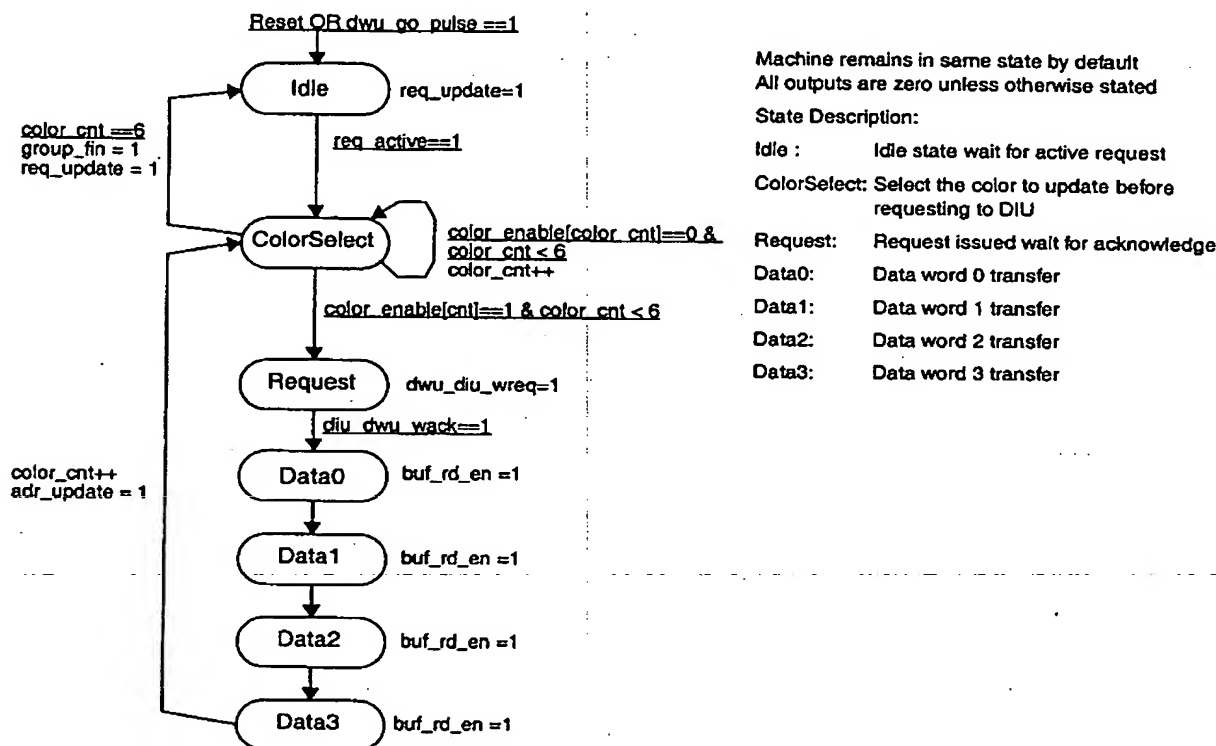 Reset OR dwu_go_pulse ==1
Idle
req_update=1
color_cnt ==6
group_fin = 1
req_update = 1
req_active==1
ColorSelect
color_enable[color_cnt]==0 &
color_cnt < 6
color_cnt++
color_enable[cnt]==1 & color_cnt < 6
Request
dwu_diu_wreq=1
diu_dwu_wack==1
Data0
buf_rd_en =1
color_cnt++
adr_update = 1
Data1
buf_rd_en =1
Data2
buf_rd_en =1
Data3
buf_rd_en =1
Machine remains in same state by default
All outputs are zero unless otherwise stated
State Description:
Idle : Idle state wait for active request
ColorSelect: Select the color to update before
requesting to DIU
Request: Request issued wait for acknowledge
Data0: Data word 0 transfer
Data1: Data word 1 transfer
Data2: Data word 2 transfer
Data3: Data word 3 transfer